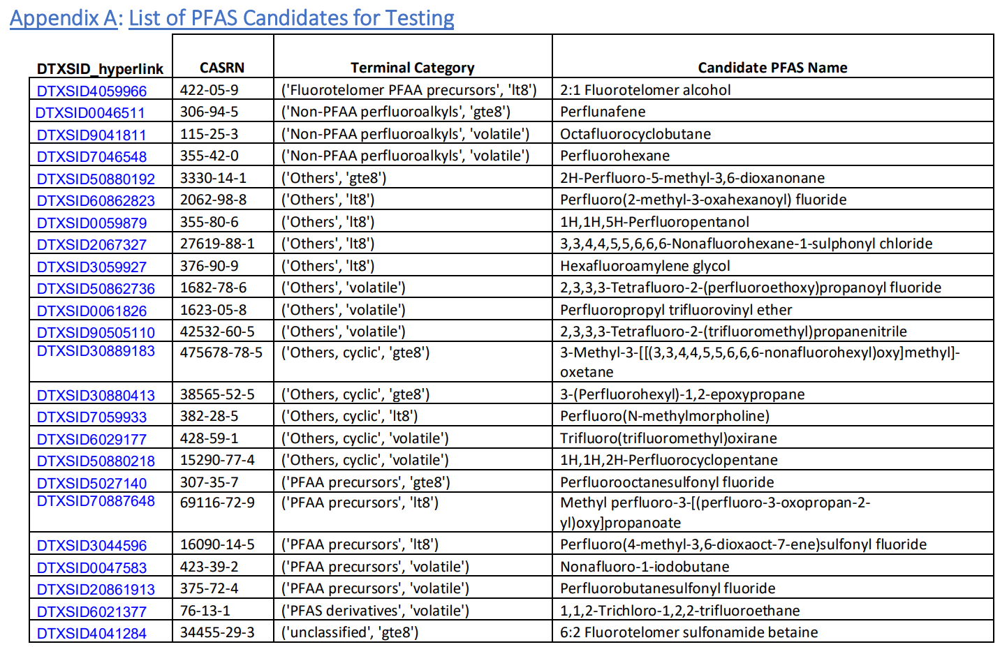 Appendix A: List of PFAS Candidates for Testing
DTXSID_hyperlink CASRN Terminal Category Candidate PFAS Name
DTXSID4059966 422-05-9 ('Fluorotelomer PFAA precursors', 'lt8') 2:1 Fluorotelomer alcohol
DTXSID0046511 306-94-5 ('Non-PFAA perfluoroalkyls', 'gte8') Perflunafene
DTXSID9041811 115-25-3 ('Non-PFAA perfluoroalkyls', 'volatile') Octafluorocyclobutane
DTXSID7046548 355-42-0 ('Non-PFAA perfluoroalkyls', 'volatile') Perfluorohexane
DTXSID50880192 3330-14-1 ('Others', 'gte8') 2H-Perfluoro-5-methyl-3,6-dioxanonane
DTXSID60862823 2062-98-8 ('Others', 'lt8') Perfluoro(2-methyl-3-oxahexanoyl) fluoride
DTXSID0059879 355-80-6 ('Others', 'lt8') 1H,1H,5H-Perfluoropentanol
DTXSID2067327 27619-88-1 ('Others', 'lt8') 3,3,4,4,5,5,6,6,6-Nonafluorohexane-1-sulphonyl chloride
DTXSID3059927 376-90-9 ('Others', 'lt8') Hexafluoroamylene glycol
DTXSID50862736 1682-78-6 ('Others', 'volatile') 2,3,3,3-Tetrafluoro-2-(perfluoroethoxy)propanoyl fluoride
DTXSID0061826 1623-05-8 ('Others', 'volatile') Perfluoropropyl trifluorovinyl ether
DTXSID90505110 42532-60-5 ('Others', 'volatile') 2,3,3,3-Tetrafluoro-2-(trifluoromethyl)propanenitrile
DTXSID30889183 475678-78-5 ('Others, cyclic', 'gte8') 3-Methyl-3-[[(3,3,4,4,5,5,6,6,6-nonafluorohexyl)oxy]methyl]-
oxetane
DTXSID30880413 38565-52-5 ('Others, cyclic', 'gte8') 3-(Perfluorohexyl)-1,2-epoxypropane
DTXSID7059933 382-28-5 ('Others, cyclic', 'lt8') Perfluoro(N-methylmorpholine)
DTXSID6029177 428-59-1 ('Others, cyclic', 'volatile') Trifluoro(trifluoromethyl)oxirane
DTXSID50880218 15290-77-4 ('Others, cyclic', 'volatile') 1H,1H,2H-Perfluorocyclopentane
DTXSID5027140 307-35-7 ('PFAA precursors', 'gte8') Perfluorooctanesulfonyl fluoride
DTXSID70887648 69116-72-9 ('PFAA precursors', 'lt8') Methyl perfluoro-3-[(perfluoro-3-oxopropan-2-
yl)oxy]propanoate
DTXSID3044596 16090-14-5 ('PFAA precursors', 'lt8') Perfluoro(4-methyl-3,6-dioxaoct-7-ene)sulfonyl fluoride
DTXSID0047583 423-39-2 ('PFAA precursors', 'volatile') Nonafluoro-1-iodobutane
DTXSID20861913 375-72-4 ('PFAA precursors', 'volatile') Perfluorobutanesulfonyl fluoride
DTXSID6021377 76-13-1 ('PFAS derivatives', 'volatile') 1,1,2-Trichloro-1,2,2-trifluoroethane
DTXSID4041284 34455-29-3 ('unclassified', 'gte8') 6:2 Fluorotelomer sulfonamide betaine